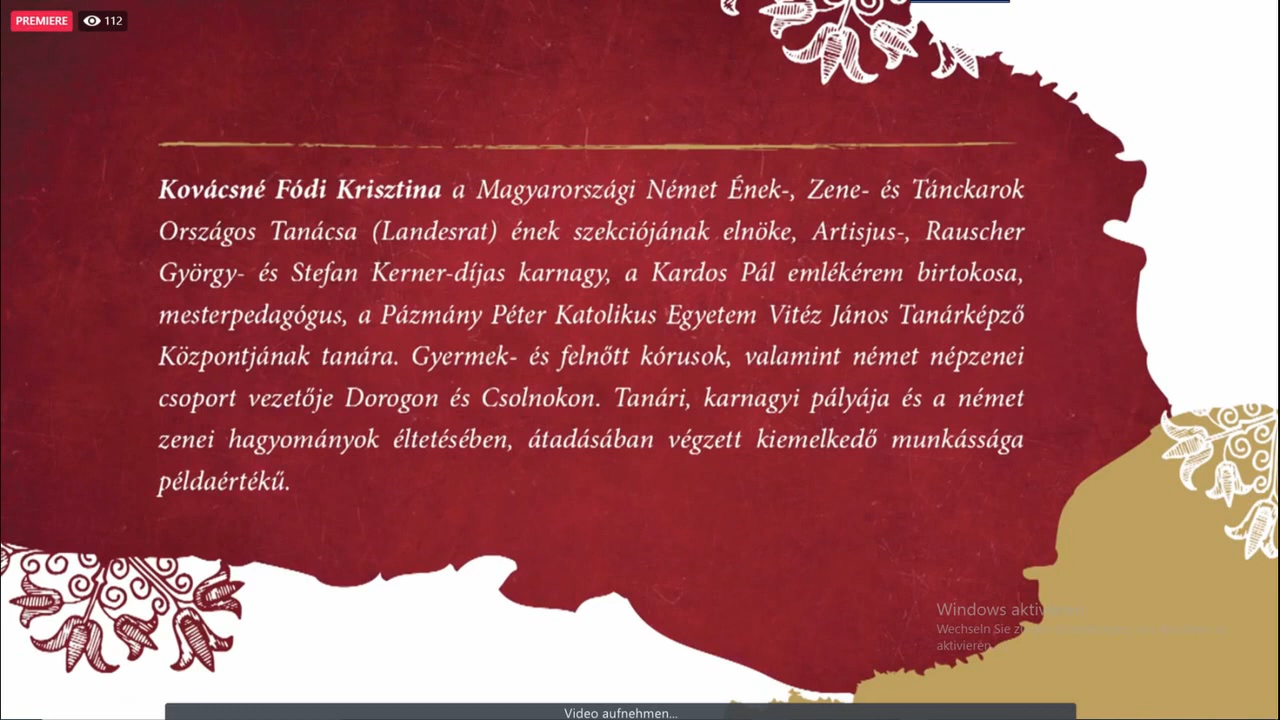 PREMIERE
112
Kovácsné Fódi Krisztina a Magyarországi Német Ének-, Zene- és Tánckarok
Országos Tanácsa (Landesrat) ének szekciójának elnöke, Artisjus-, Rauscher
György- és Stefan Kerner-díjas karnagy, a Kardos Pál emlékérem birtokosa,
mesterpedagógus, a Pázmány Péter Katolikus Egyetem Vitéz János Tanárképző
Központjának tanára. Gyermek- és felnőtt kórusok, valamint német népzenei
csoport vezetője Dorogon és Csolnokon. Tanári, karnagyi pályája és a német
zenei hagyományok éltetésében, átadásában végzett kiemelkedő munkássága
példaértékű.
Windows
Wechseln Sie
aktivieren
Video aufnehmen...